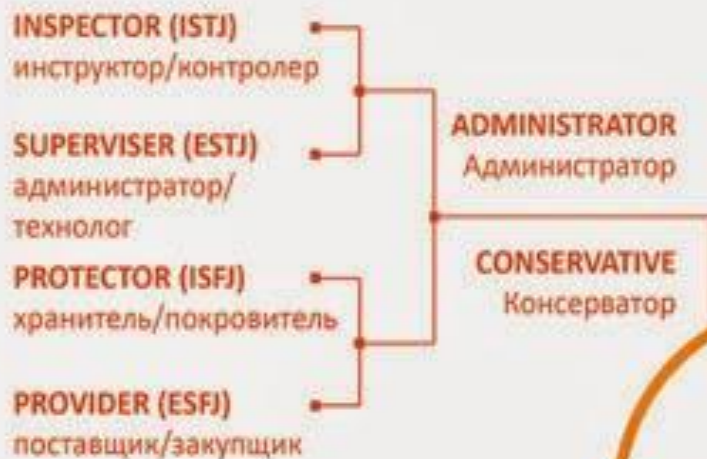 INSPECTOR (ISTJ)
инструктор/контролер
SUPERVISER (ESTJ)
администратор/
технолог
PROTECTOR (ISFJ)
хранитель/покровитель
PROVIDER (ESFJ)
поставщик/закупщик
ADMINISTRATOR
Администратор
CONSERVATIVE
Консерватор